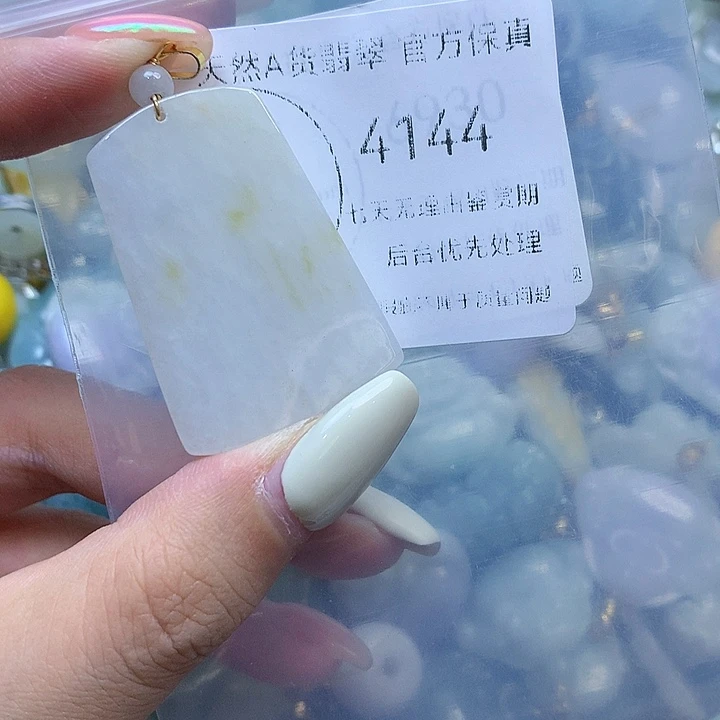 天然A货翡翠 官方保真
4144
七天无理由鉴赏期
后台优先处理